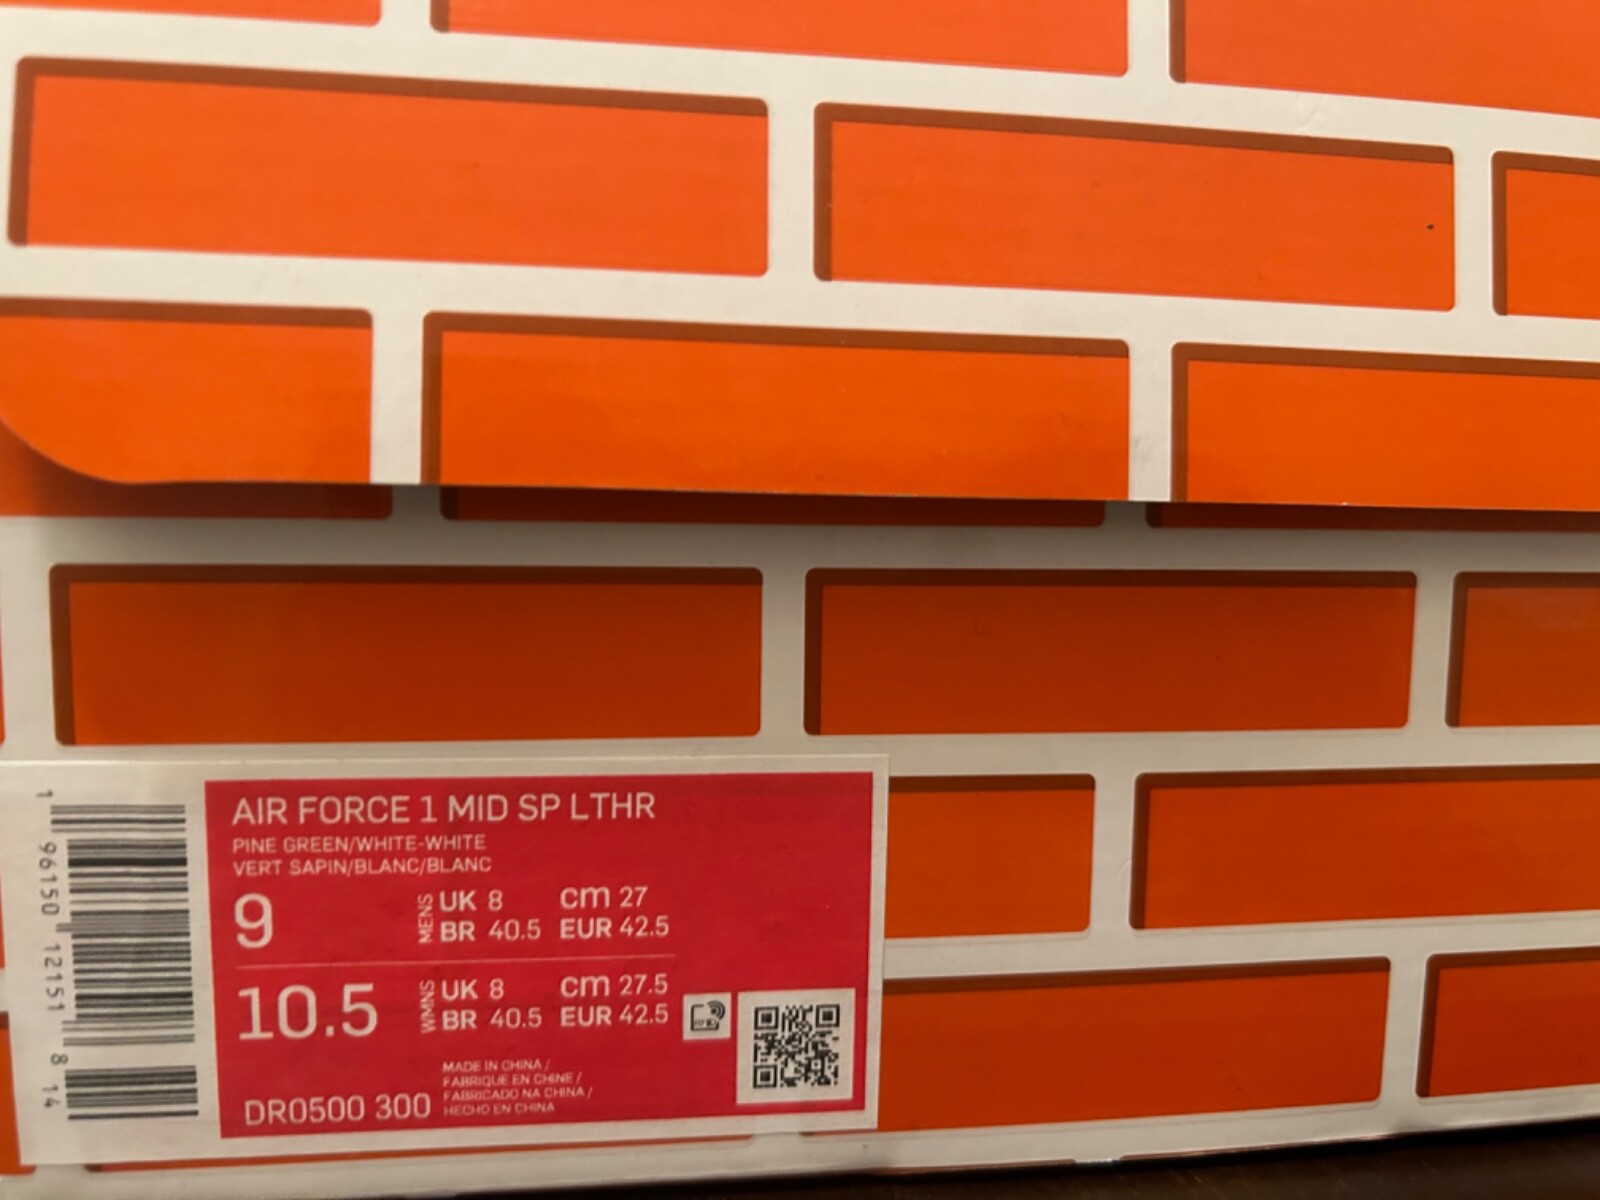 AIR FORCE 1 MID SP LTHR
PINE GREEN/WHITE-WHITE
VERT SAPIN/BLANC/BLANC
9 MENS UK 8 cm 27
BR 40.5 EUR 42.5
10.5 WMNS UK 8 cm 27.5
BR 40.5 EUR 42.5
MADE IN CHINA /
FABRIQUE EN CHINE /
FABRICADO NA CHINA /
HECHO EN CHINA
DR0500 300
1 96150 12151 8 14